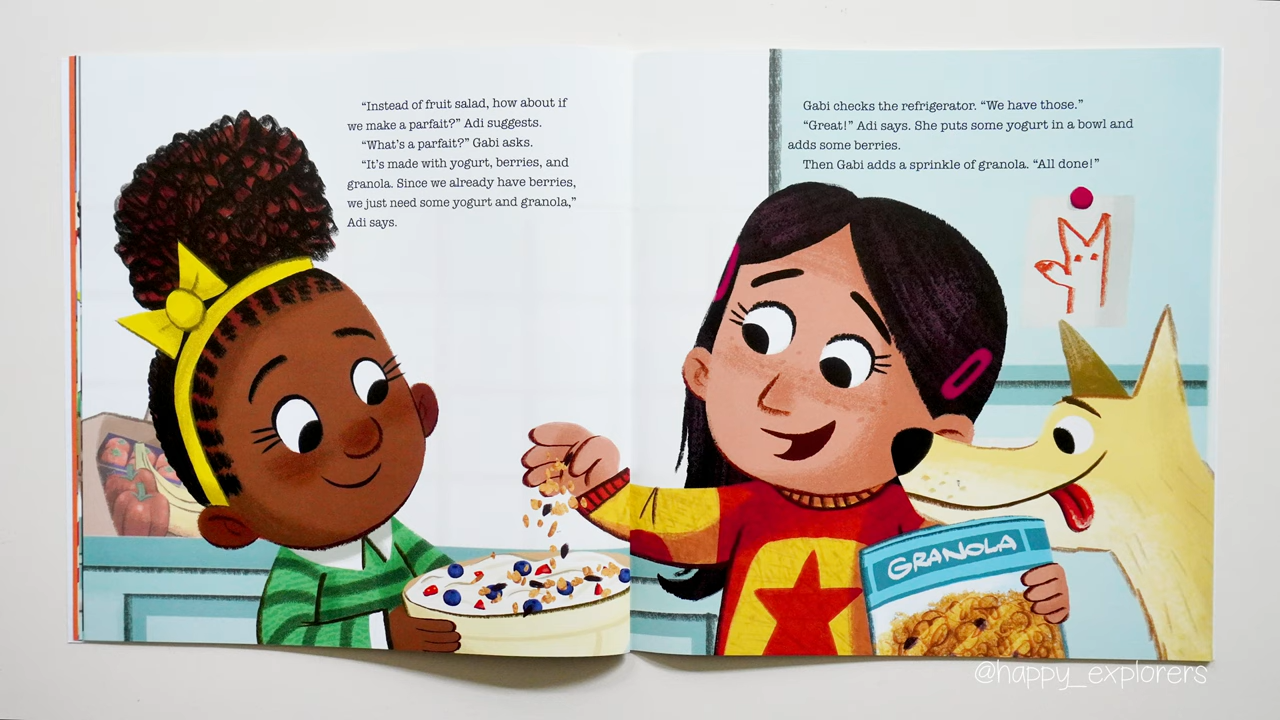 “Instead of fruit salad, how about if
we make a parfait?” Adi suggests.
“What’s a parfait?” Gabi asks.
“It’s made with yogurt, berries, and
granola. Since we already have berries,
we just need some yogurt and granola,”
Adi says.
Gabi checks the refrigerator. “We have those.”
“Great!” Adi says. She puts some yogurt in a bowl and
adds some berries.
Then Gabi adds a sprinkle of granola. “All done!”
GRANOLA
@happy_explorers